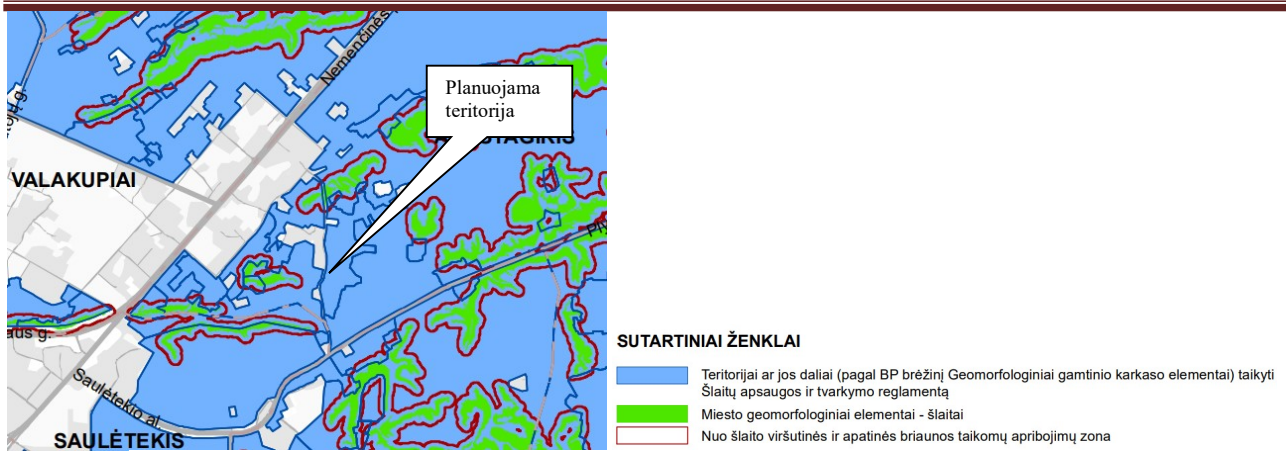 Nemenčinės
Planuojama
teritorija
VALAKUPIAI
aus g.
Saulėtekio al.
SAULĖTEKIS
SUTARTINIAI ŽENKLAI
Teritorijai ar jos daliai (pagal BP brėžinį Geomorfologiniai gamtinio karkaso elementai) taikyti
Šlaitų apsaugos ir tvarkymo reglamentą
Miesto geomorfologiniai elementai - šlaitai
Nuo šlaito viršutinės ir apatinės briaunos taikomų apribojimų zona